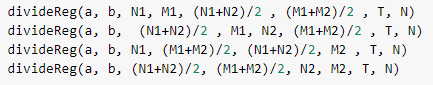 divideReg(a, b, N1, M1, (N1+N2)/2 , (M1+M2)/2 , T, N)
divideReg(a, b,  (N1+N2)/2 , M1, N2, (M1+M2)/2 , T, N)
divideReg(a, b, N1, (M1+M2)/2, (N1+N2)/2, M2 , T, N)
divideReg(a, b, (N1+N2)/2, (M1+M2)/2, N2, M2, T, N)